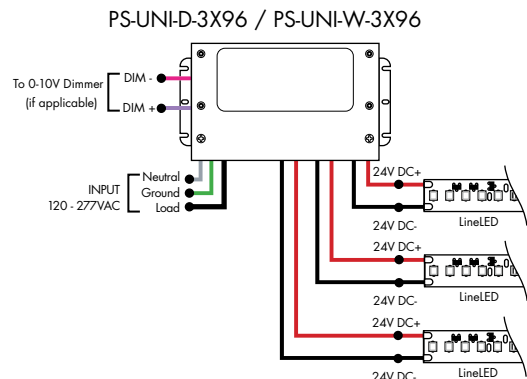 PS-UNI-D-3X96 / PS-UNI-W-3X96
To 0-10V Dimmer
(if applicable)
DIM -
DIM +
INPUT
120 - 277VAC
Neutral
Ground
Load
24V DC+
24V DC-
LineLED
24V DC+
24V DC-
LineLED
24V DC+
24V DC-
LineLED